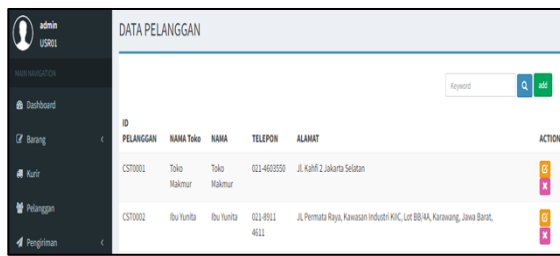 admin
USR01
DATA PELANGGAN
MAIN NAVIGATION
Keyword
add
Dashboard
Barang
Kurir
Pelanggan
Pengiriman
ID
PELANGGAN NAMA Toko NAMA TELEPON ALAMAT ACTION
CST0001 Toko Toko 021-4603550 Jl. Kahfi 2 Jakarta Selatan
Makmur Makmur
CST0002 Ibu Yunita Ibu Yunita 021-8911 JL Permata Raya, Kawasan Industri KIIC, Lot BB/4A, Karawang, Jawa Barat,
4611